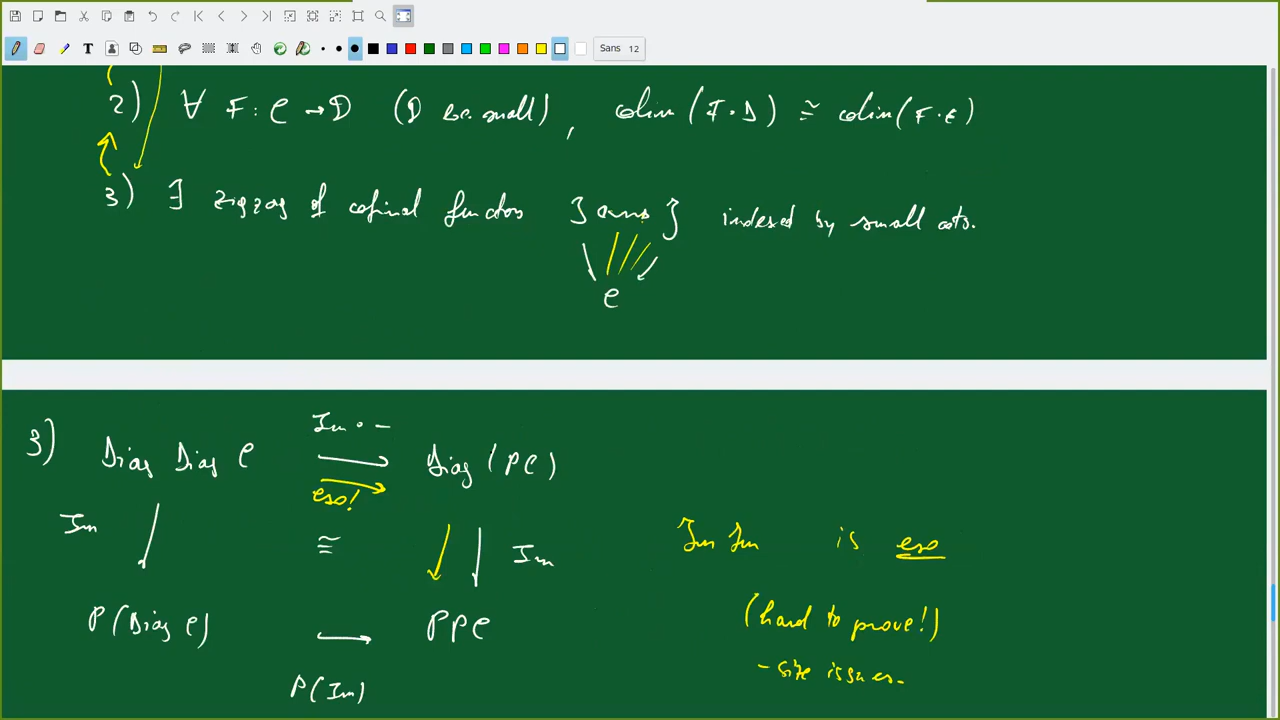 Sans 12
2) ∀ F : C → D (D loc. small), colim (F∘D) ≅ colim (F∘E)
3) ∃ zigzag of cofinal functors indexed by small cats.
C
3) Diag Diag C Im∘− Diag (PC)
eso!
Im ≅ Im Im Im is eso
P(Diag C) PPC (hard to prove!)
P(Im) - size issues.